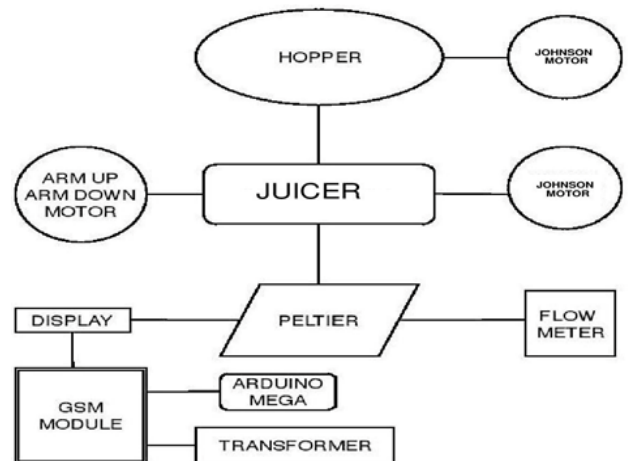 HOPPER
JOHNSON
MOTOR
ARM UP
ARM DOWN
MOTOR
JUICER
JOHNSON
MOTOR
DISPLAY
PELTIER
FLOW
METER
GSM
MODULE
ARDUINO
MEGA
TRANSFORMER